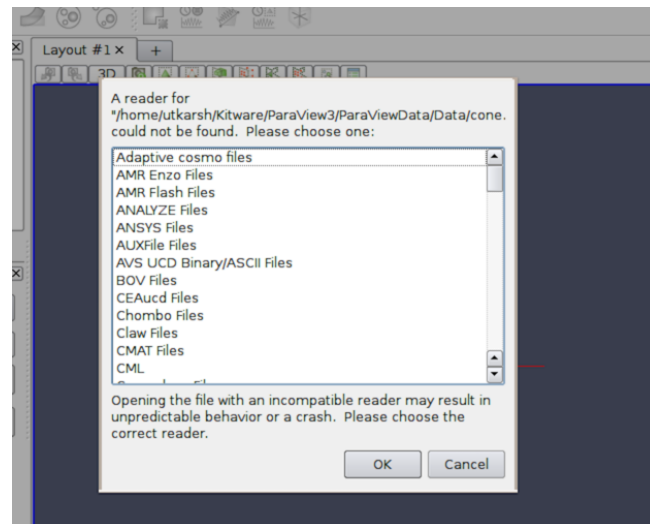 Layout #1 × +
3D
A reader for
"/home/utkarsh/Kitware/ParaView3/ParaViewData/Data/cone.
could not be found. Please choose one:
Adaptive cosmo files
AMR Enzo Files
AMR Flash Files
ANALYZE Files
ANSYS Files
AUXFile Files
AVS UCD Binary/ASCII Files
BOV Files
CEAucd Files
Chombo Files
Claw Files
CMAT Files
CML
Opening the file with an incompatible reader may result in
unpredictable behavior or a crash. Please choose the
correct reader.
OK Cancel